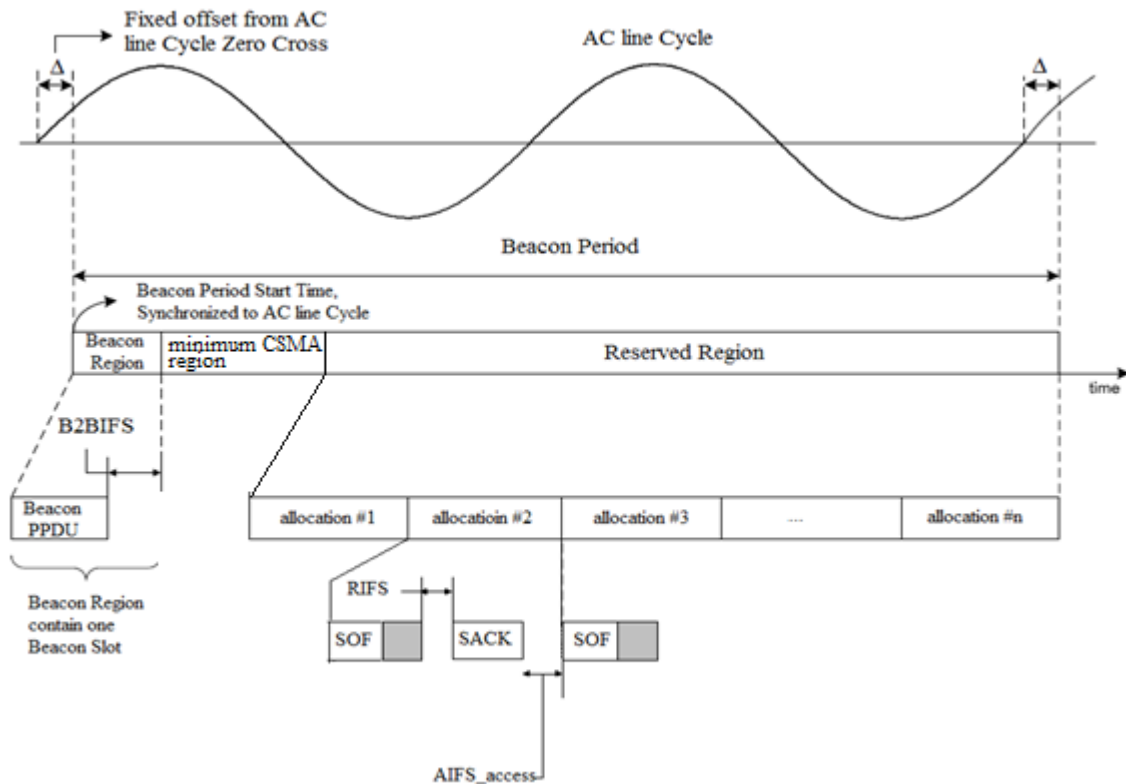 Fixed offset from AC
line Cycle Zero Cross
AC line Cycle
Δ
Δ
Beacon Period
Beacon Period Start Time,
Synchronized to AC line Cycle
Beacon
Region
minimum CSMA
region
Reserved Region
time
B2BIFS
Beacon
PPDU
allocation #1
allocatioin #2
allocation #3
....
allocation #n
Beacon Region
contain one
Beacon Slot
RIFS
SOF
SACK
SOF
AIFS_access